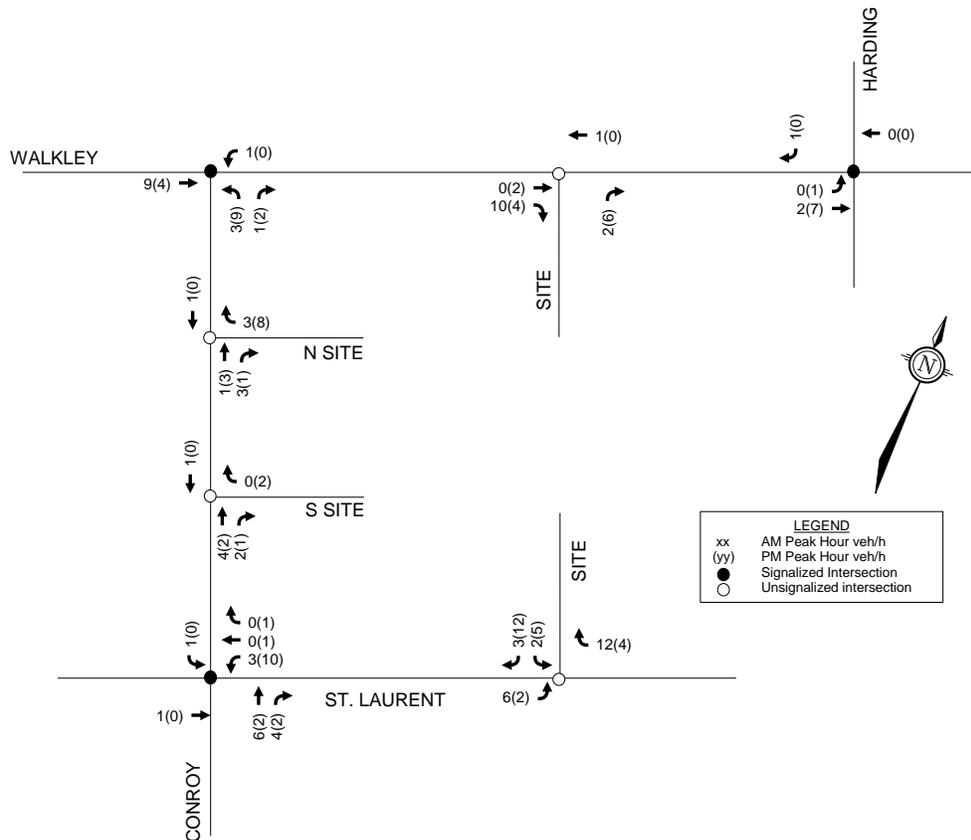 HARDING
1(0)
1(0)
0(0)
1(0)
WALKLEY
9(4)
0(2)
10(4)
0(1)
2(7)
3(9)
1(2)
2(6)
SITE
1(0)
3(8)
N SITE
1(3)
3(1)
N
1(0)
0(2)
S SITE
4(2)
2(1)
LEGEND
xx AM Peak Hour veh/h
(yy) PM Peak Hour veh/h
Signalized Intersection
Unsignalized intersection
SITE
1(0)
0(1)
0(1)
3(10)
3(12)
2(5)
12(4)
6(2)
ST. LAURENT
1(0)
6(2)
4(2)
CONROY